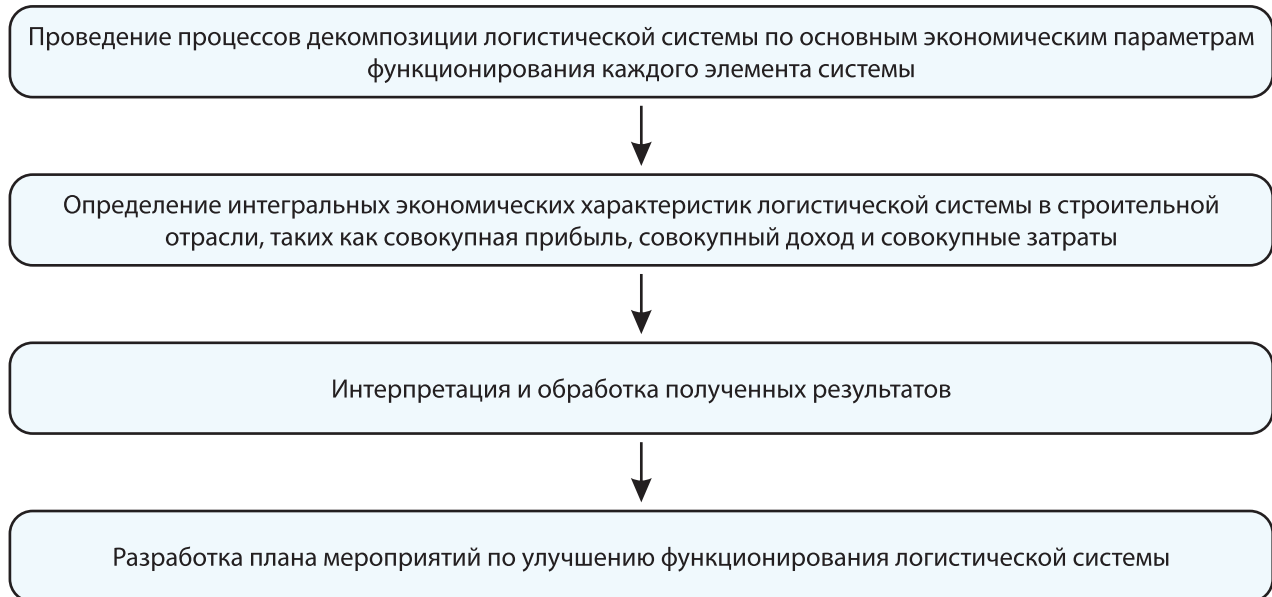 Проведение процессов декомпозиции логистической системы по основным экономическим параметрам
функционирования каждого элемента системы
Определение интегральных экономических характеристик логистической системы в строительной
отрасли, таких как совокупная прибыль, совокупный доход и совокупные затраты
Интерпретация и обработка полученных результатов
Разработка плана мероприятий по улучшению функционирования логистической системы